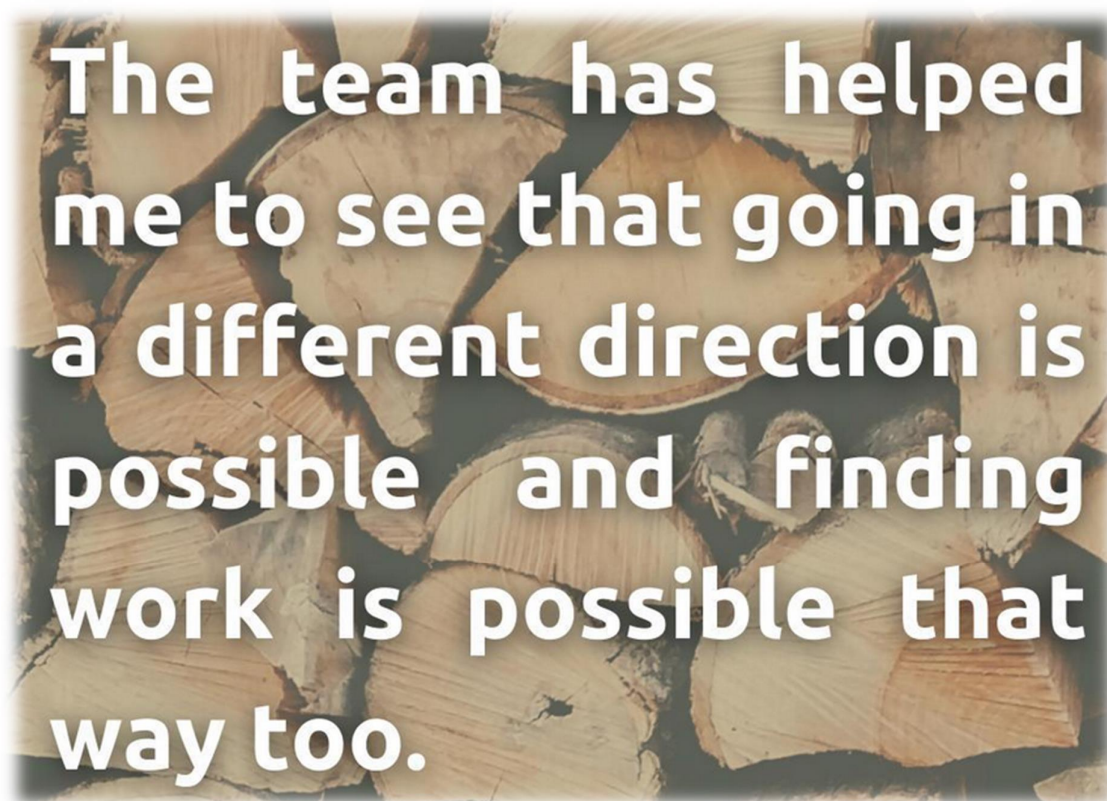 The team has helped
me to see that going in
a different direction is
possible and finding
work is possible that
way too.